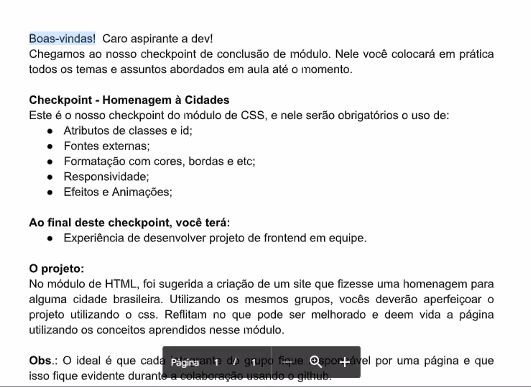 Boas-vindas! Caro aspirante a dev!
Chegamos ao nosso checkpoint de conclusão de módulo. Nele você colocará em prática
todos os temas e assuntos abordados em aula até o momento.
Checkpoint - Homenagem à Cidades
Este é o nosso checkpoint do módulo de CSS, e nele serão obrigatórios o uso de:
● Atributos de classes e id;
● Fontes externas;
● Formatação com cores, bordas e etc;
● Responsividade;
● Efeitos e Animações;
Ao final deste checkpoint, você terá:
● Experiência de desenvolver projeto de frontend em equipe.
O projeto:
No módulo de HTML, foi sugerida a criação de um site que fizesse uma homenagem para
alguma cidade brasileira. Utilizando os mesmos grupos, vocês deverão aperfeiçoar o
projeto utilizando o css. Reflitam no que pode ser melhorado e deem vida a página
utilizando os conceitos aprendidos nesse módulo.
Obs.: O ideal é que cada do grupo fique por uma página e que
Página 1 / 1 — +
isso fique evidente durante a colaboração usando o github.